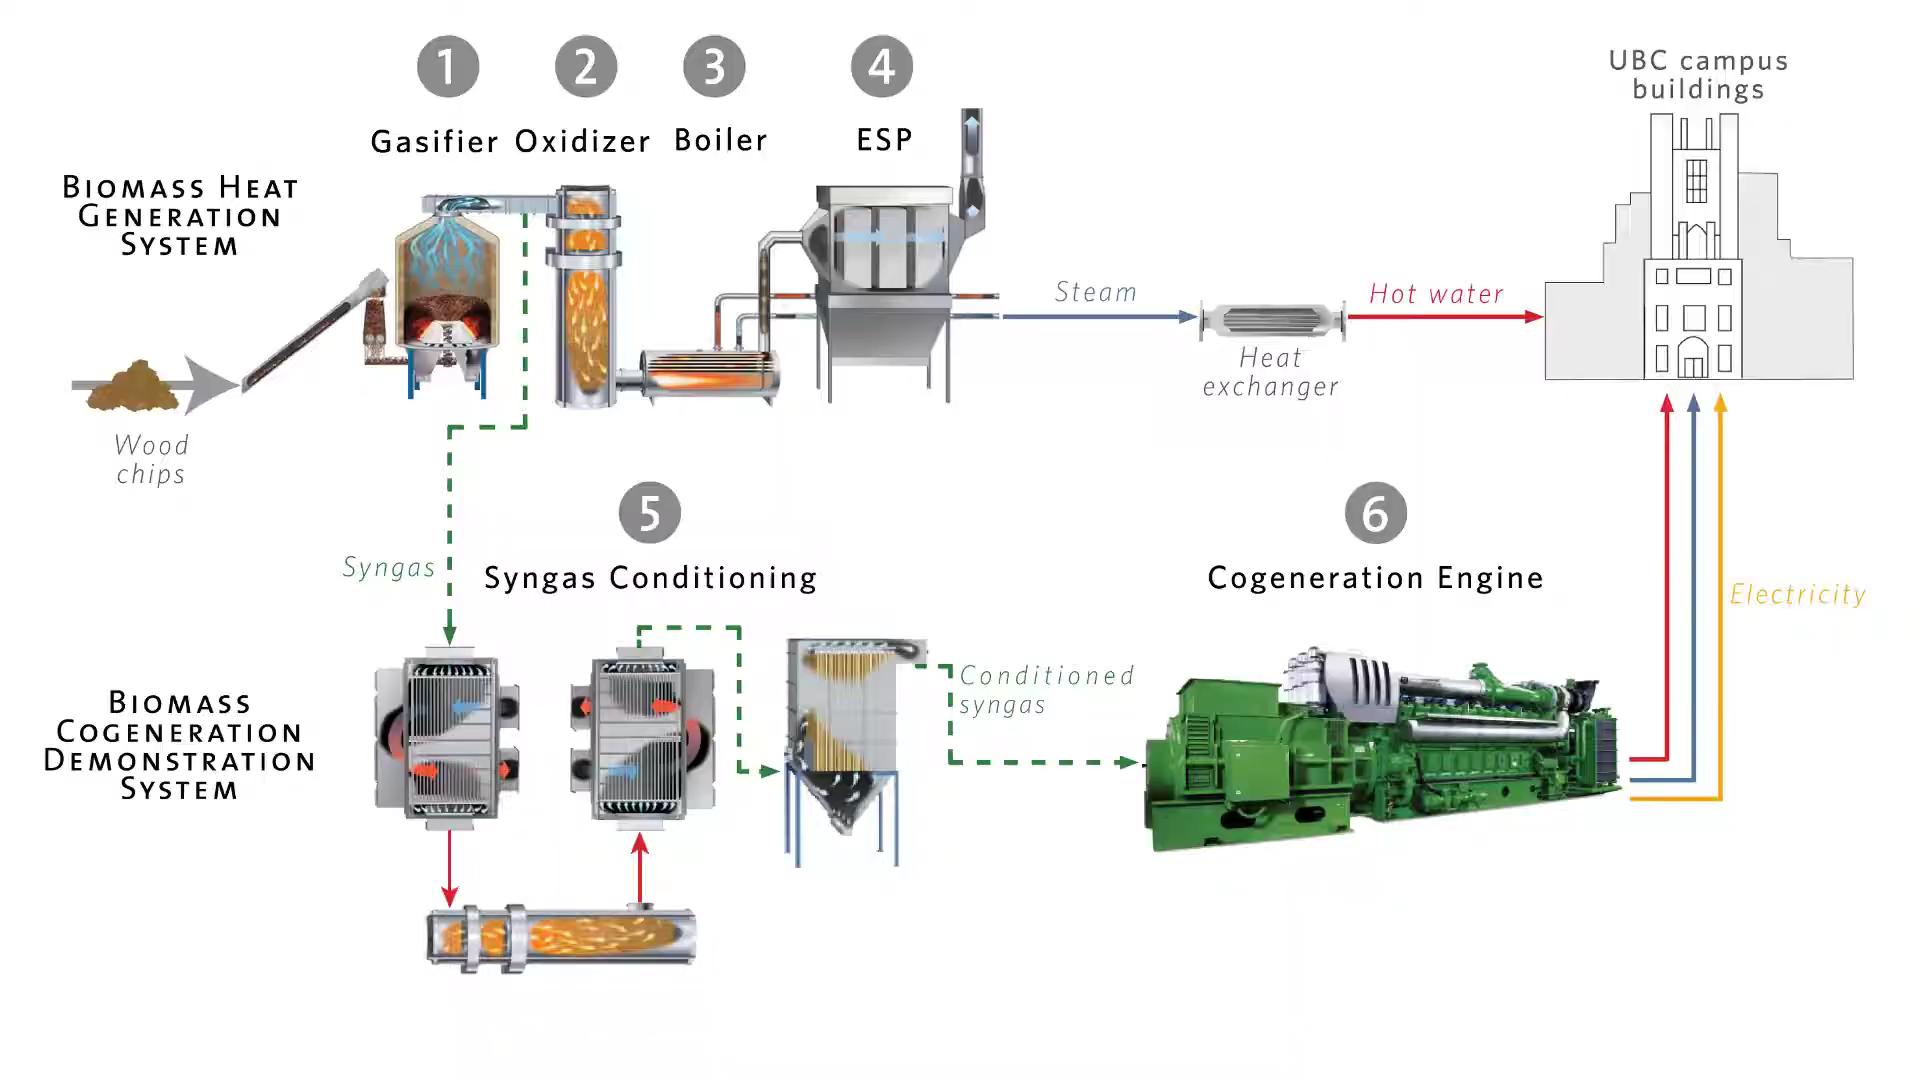 1
2
3
4
Gasifier
Oxidizer
Boiler
ESP
UBC campus
buildings
BIOMASS HEAT
GENERATION
SYSTEM
Wood
chips
Steam
Heat
exchanger
Hot water
5
6
Syngas
Syngas Conditioning
Cogeneration Engine
Electricity
BIOMASS
COGENERATION
DEMONSTRATION
SYSTEM
Conditioned
syngas